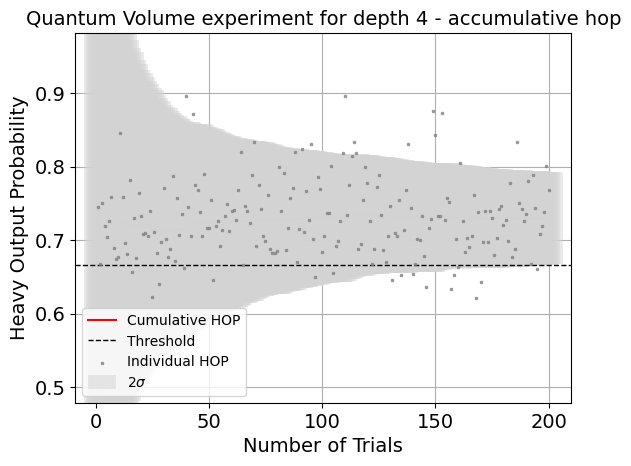 Quantum Volume experiment for depth 4 - accumulative hop
Heavy Output Probability
0.9
0.8
0.7
0.6
0.5
Cumulative HOP
Threshold
Individual HOP
2σ
0 50 100 150 200
Number of Trials